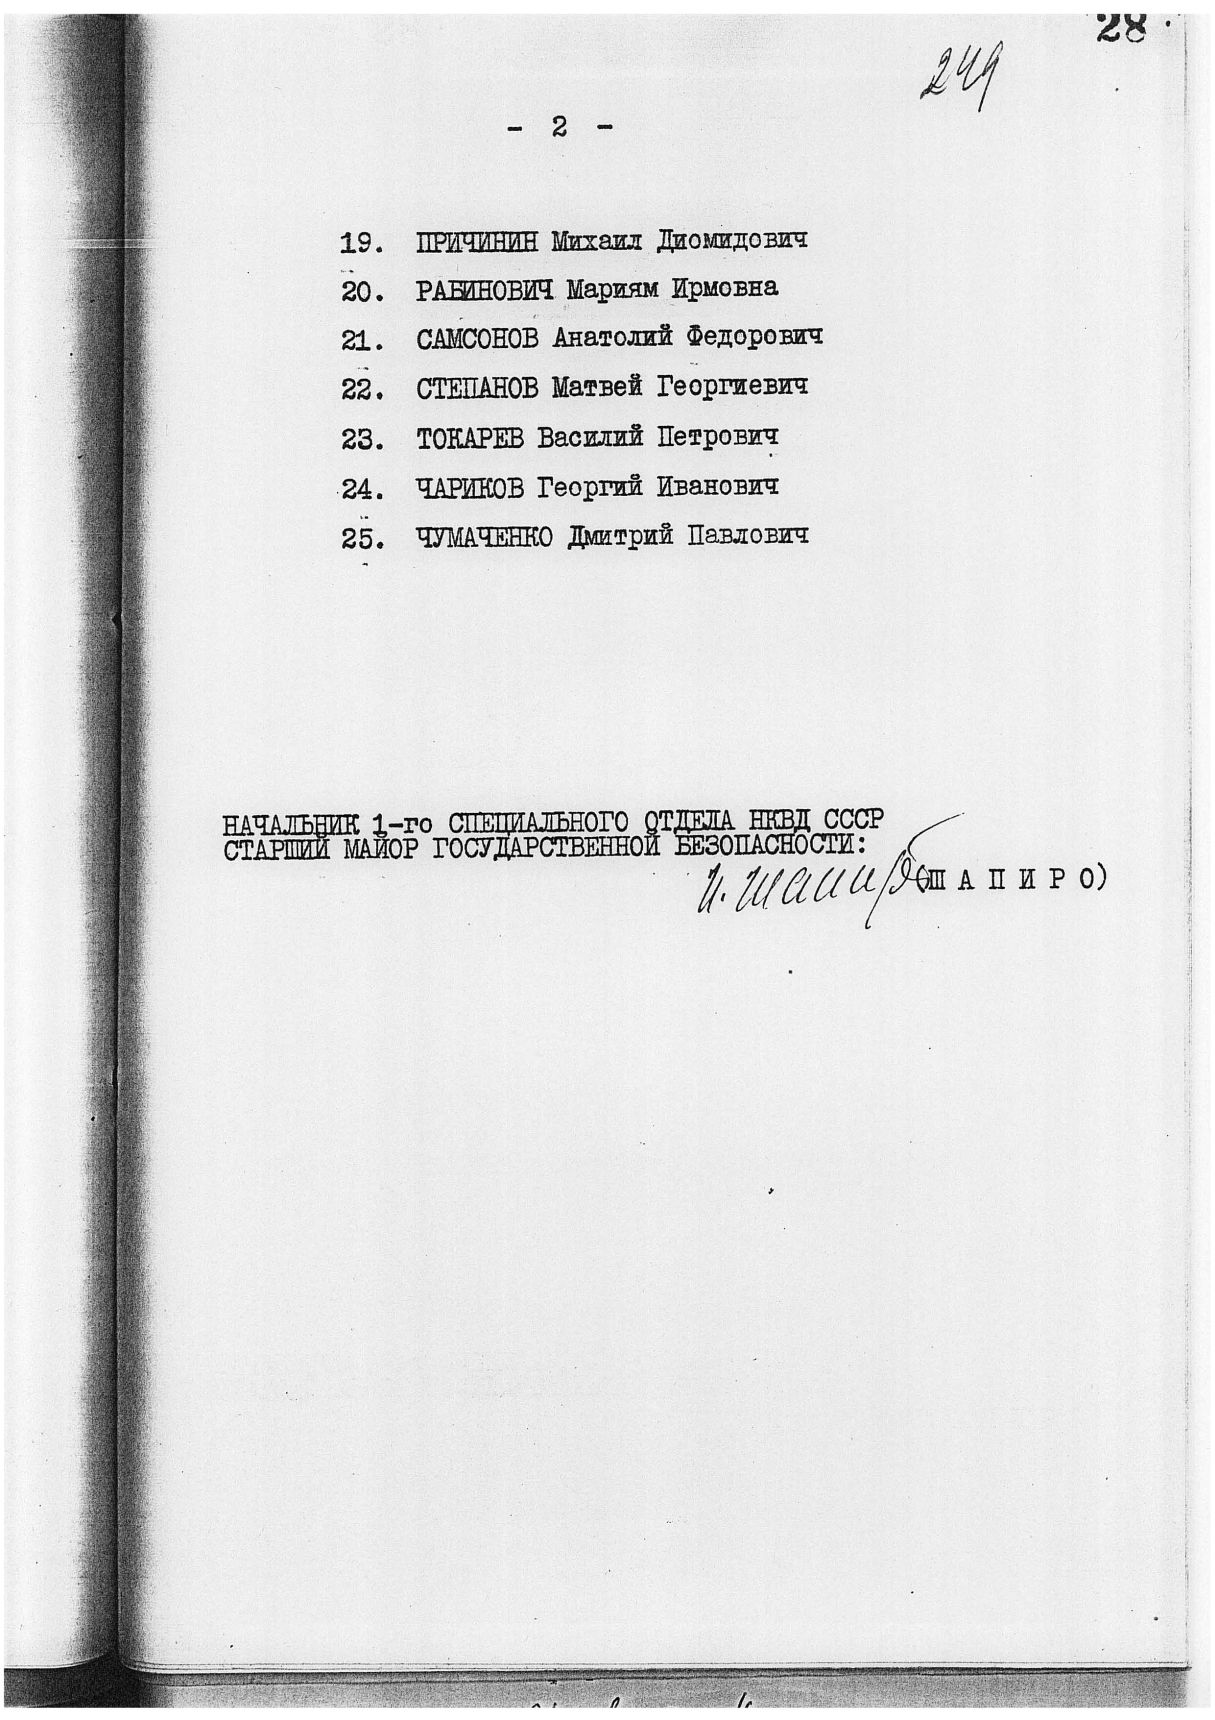 28
249
- 2 -
19. ПРИЧИНИН Михаил Диомидович
20. РАБИНОВИЧ Мариям Ирмовна
21. САМСОНОВ Анатолий Федорович
22. СТЕПАНОВ Матвей Георгиевич
23. ТОКАРЕВ Василий Петрович
24. ЧАРИКОВ Георгий Иванович
25. ЧУМАЧЕНКО Дмитрий Павлович
НАЧАЛЬНИК 1-го СПЕЦИАЛЬНОГО ОТДЕЛА НКВД СССР
СТАРШИЙ МАЙОР ГОСУДАРСТВЕННОЙ БЕЗОПАСНОСТИ:
И. Шапиро (Ш А П И Р О)